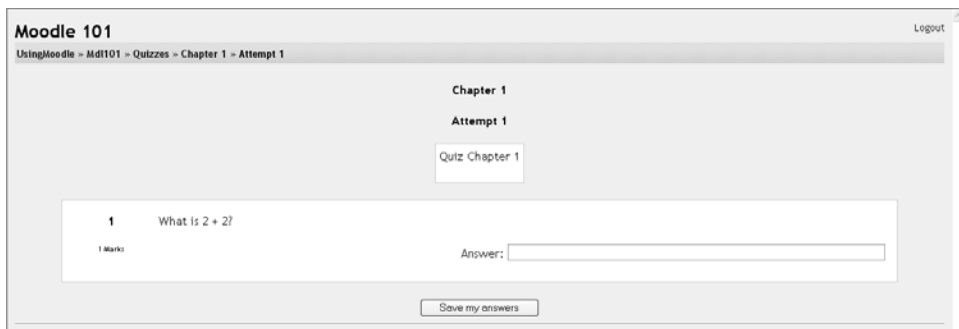 Moodle 101
Logout
UsingMoodle » Mdl101 » Quizzes » Chapter 1 » Attempt 1
Chapter 1
Attempt 1
Quiz Chapter 1
1 What is 2 + 2?
1 Marks
Answer:
Save my answers